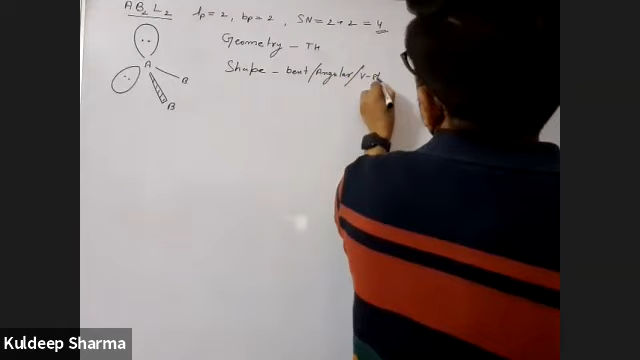 AB2L2 lp = 2, bp = 2, SN = 2 + 2 = 4
Geometry - TH
A
B
B
Shape - bent/Angular/V-sh
Kuldeep Sharma